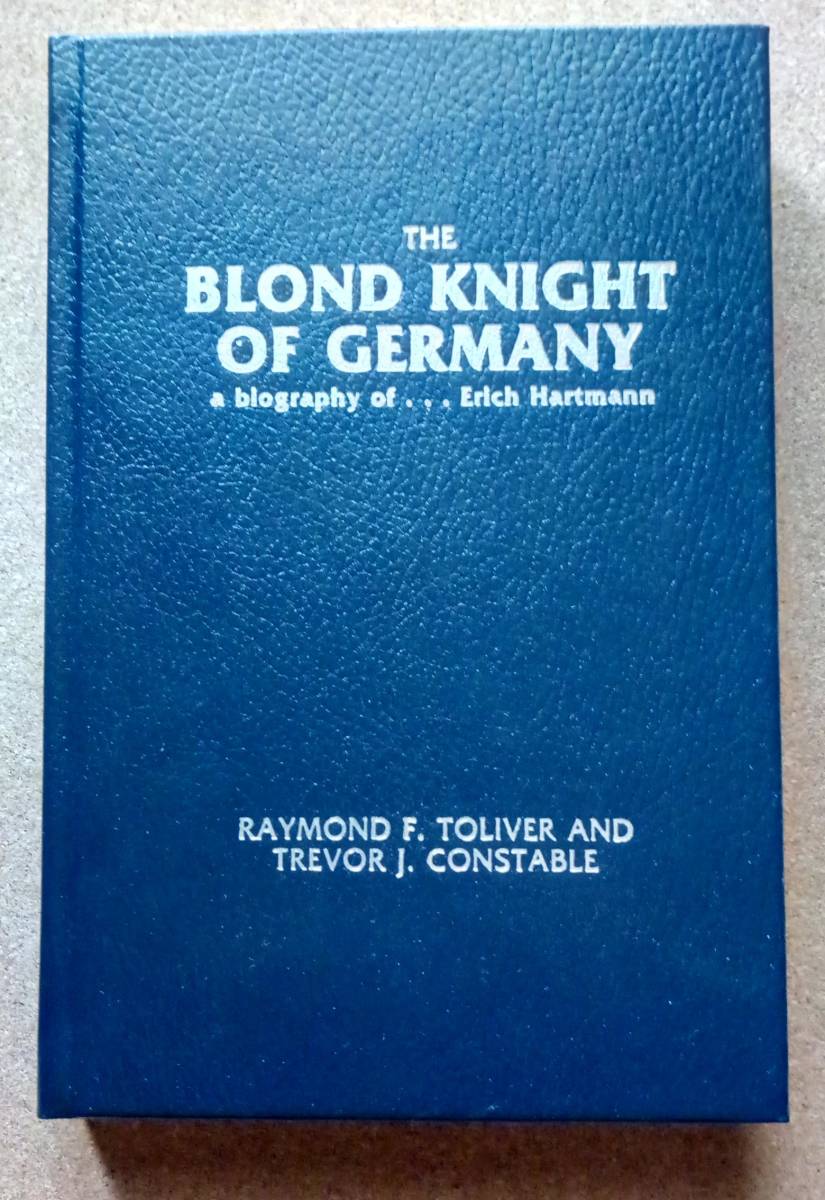 THE
BLOND KNIGHT
OF GERMANY
a biography of . . . Erich Hartmann
RAYMOND F. TOLIVER AND
TREVOR J. CONSTABLE